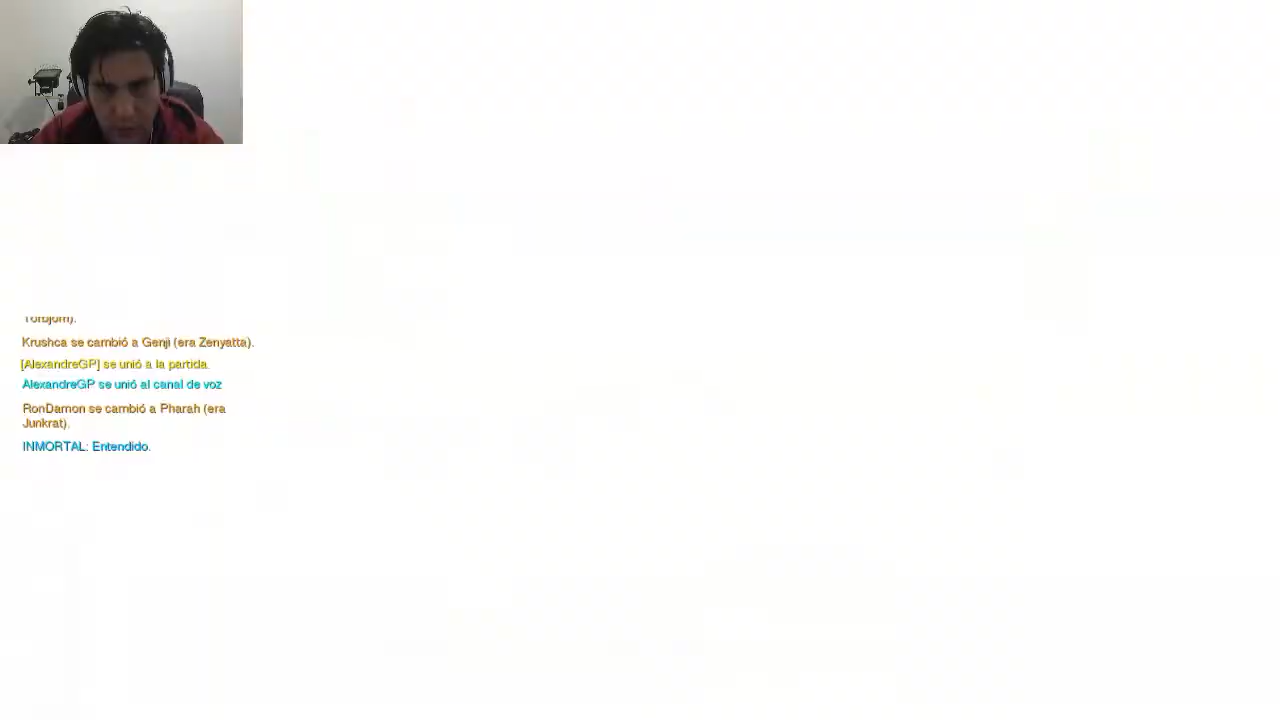 Torbjorn).
Krushca se cambió a Genji (era Zenyatta).
[AlexandreGP] se unió a la partida.
AlexandreGP se unió al canal de voz
RonDamon se cambió a Pharah (era
Junkrat).
INMORTAL: Entendido.